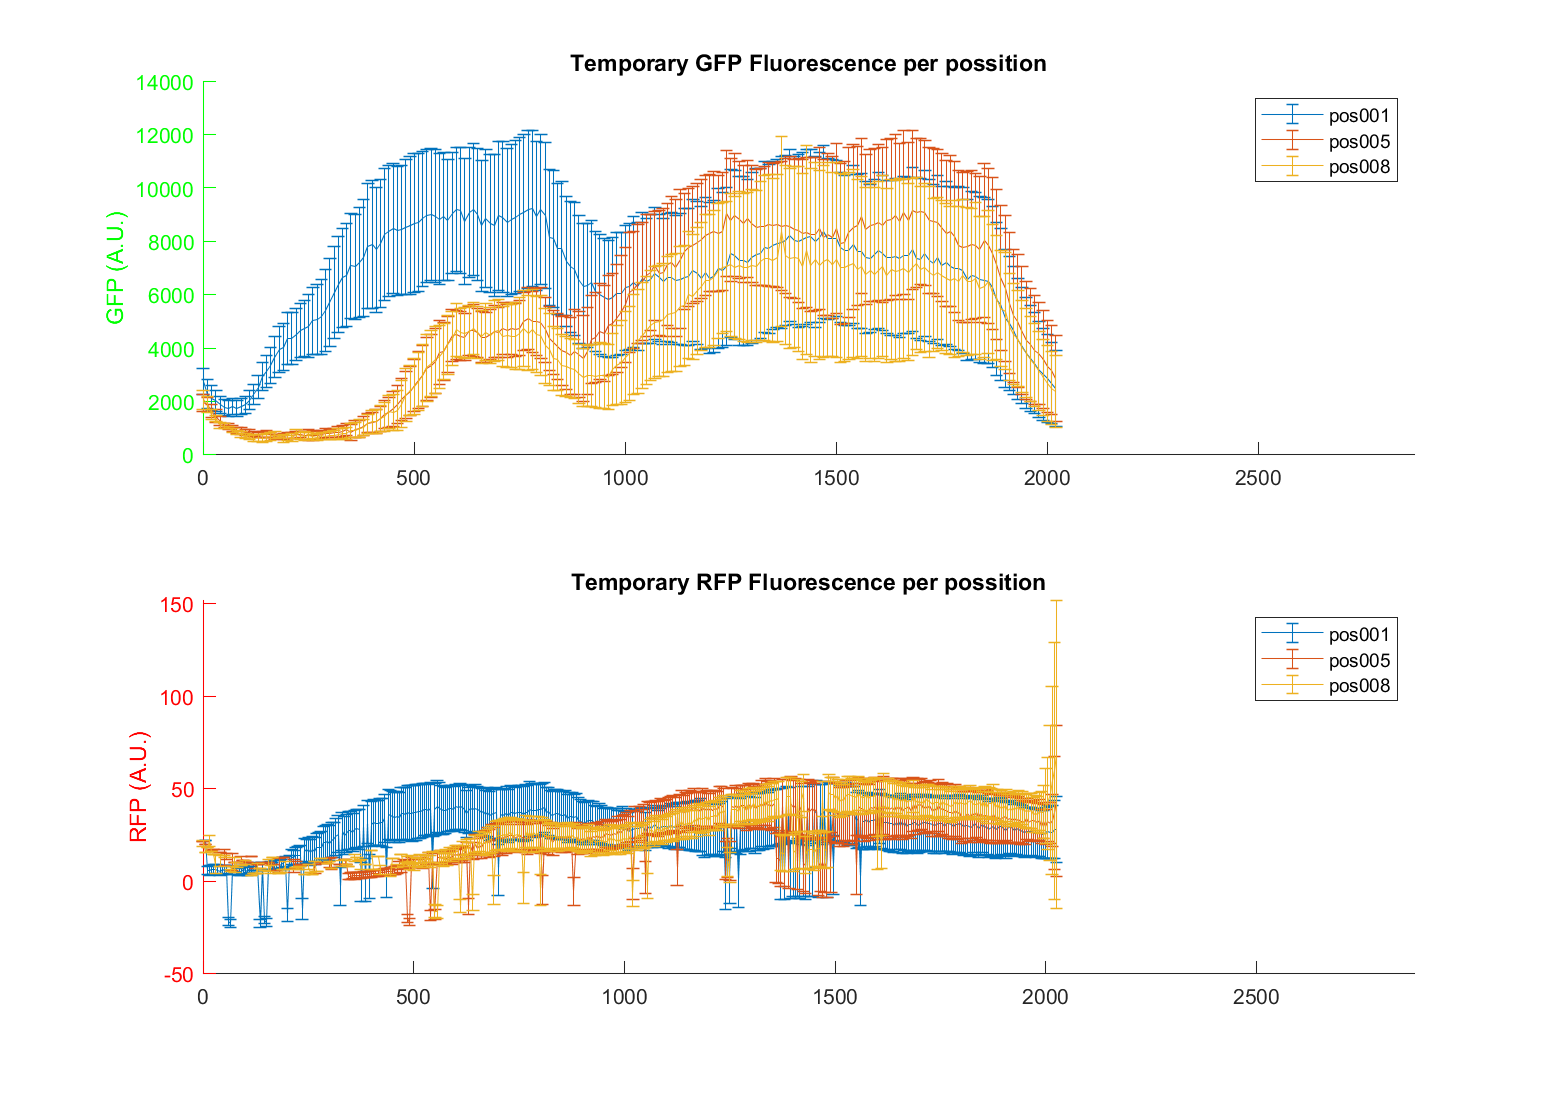 Temporary GFP Fluorescence per possition
GFP (A.U.)
14000
12000
10000
8000
6000
4000
2000
0
0 500 1000 1500 2000 2500
pos001
pos005
pos008
Temporary RFP Fluorescence per possition
RFP (A.U.)
150
100
50
0
-50
0 500 1000 1500 2000 2500
pos001
pos005
pos008